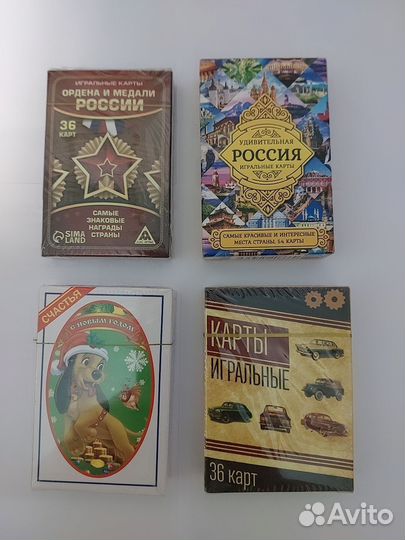 ИГРАЛЬНЫЕ КАРТЫ
ОРДЕНА И МЕДАЛИ
РОССИИ
36
КАРТ
САМЫЕ
ЗНАКОВЫЕ
НАГРАДЫ
СТРАНЫ
SIMA
LAND
УДИВИТЕЛЬНАЯ
РОССИЯ
ИГРАЛЬНЫЕ КАРТЫ
САМЫЕ КРАСИВЫЕ И ИНТЕРЕСНЫЕ
МЕСТА СТРАНЫ, 54 КАРТЫ
СЧАСТЬЯ
С НОВЫМ ГОДОМ
КАРТЫ
ИГРАЛЬНЫЕ
36 карт
Avito